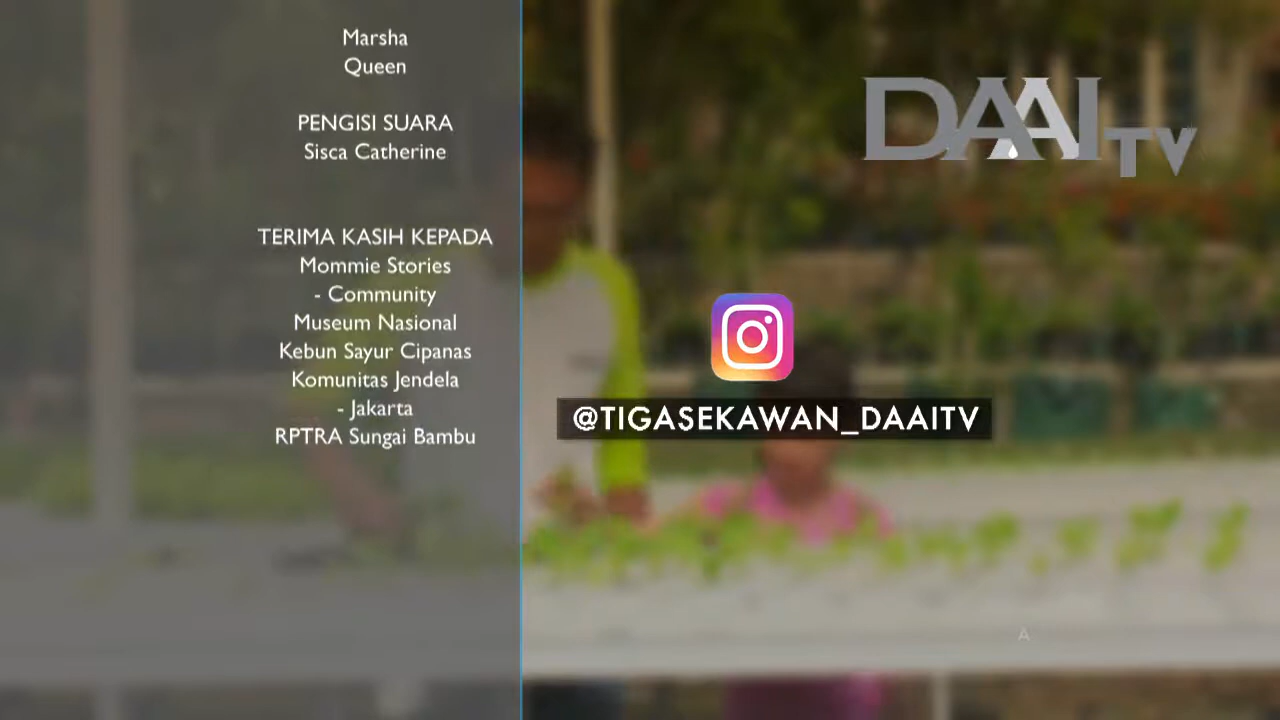 Marsha
Queen
PENGISI SUARA
Sisca Catherine
TERIMA KASIH KEPADA
Mommie Stories
- Community
Museum Nasional
Kebun Sayur Cipanas
Komunitas Jendela
- Jakarta
RPTRA Sungai Bambu
DAAI TV
@TIGASEKAWAN_DAAITV
A